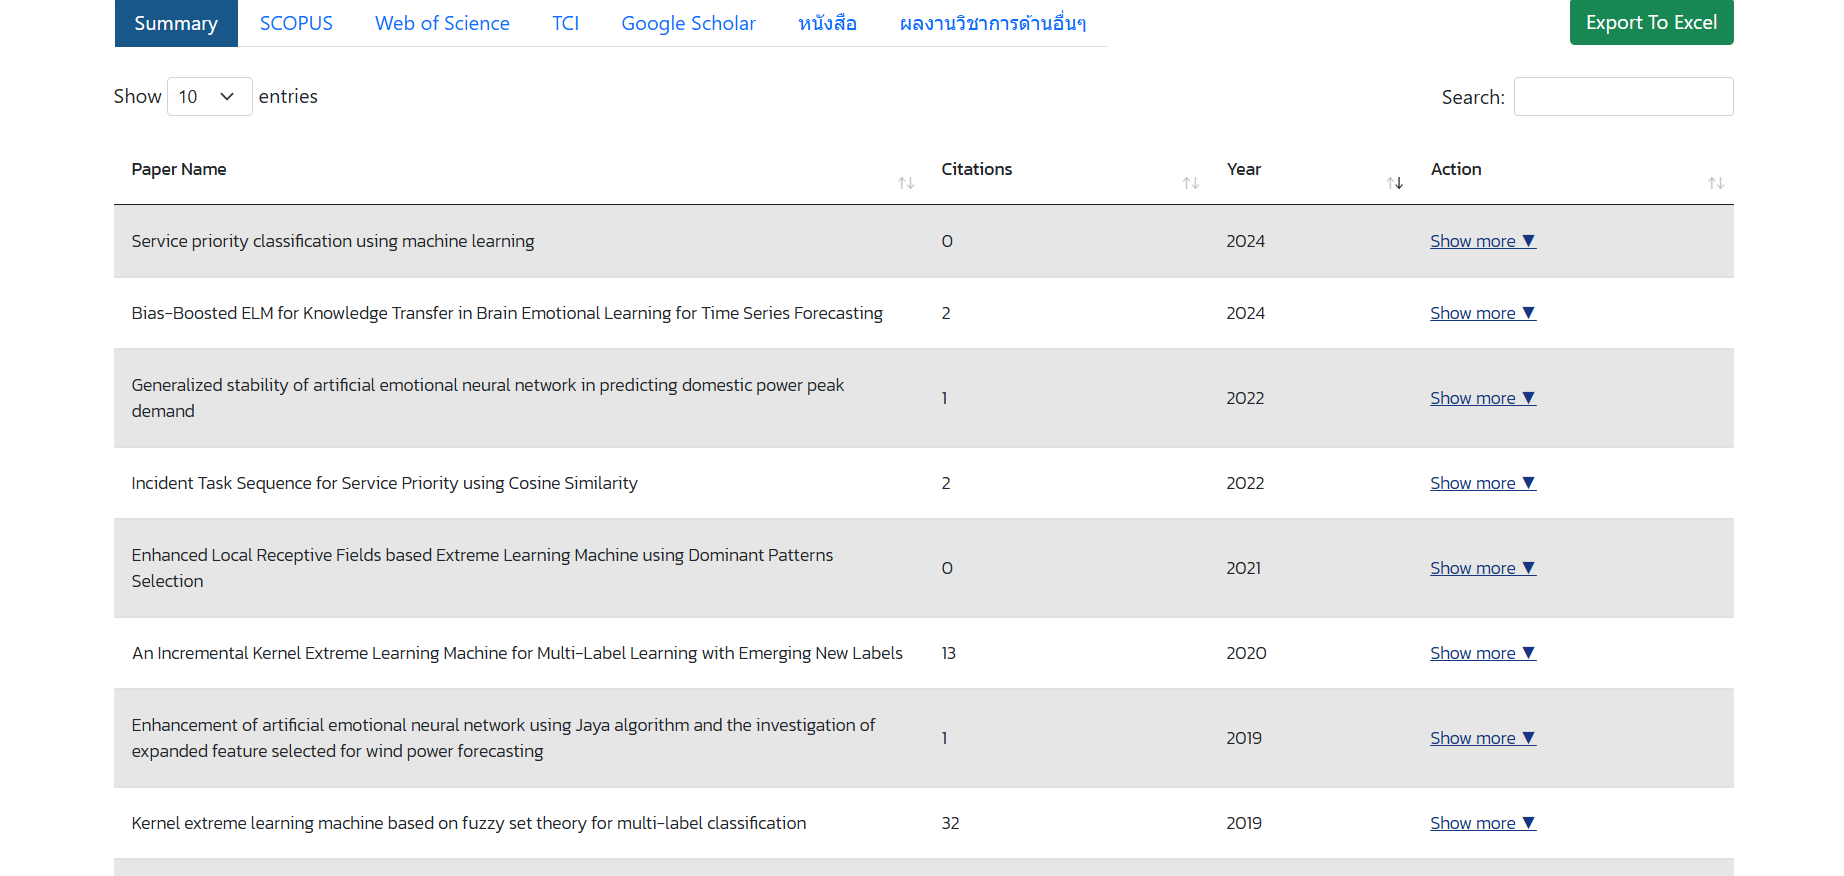 Summary SCOPUS Web of Science TCI Google Scholar หนังสือ ผลงานวิชาการด้านอื่นๆ Export To Excel
Show 10 entries Search:
Paper Name Citations Year Action
Service priority classification using machine learning 0 2024 Show more ▼
Bias-Boosted ELM for Knowledge Transfer in Brain Emotional Learning for Time Series Forecasting 2 2024 Show more ▼
Generalized stability of artificial emotional neural network in predicting domestic power peak
demand 1 2022 Show more ▼
Incident Task Sequence for Service Priority using Cosine Similarity 2 2022 Show more ▼
Enhanced Local Receptive Fields based Extreme Learning Machine using Dominant Patterns
Selection 0 2021 Show more ▼
An Incremental Kernel Extreme Learning Machine for Multi-Label Learning with Emerging New Labels 13 2020 Show more ▼
Enhancement of artificial emotional neural network using Jaya algorithm and the investigation of
expanded feature selected for wind power forecasting 1 2019 Show more ▼
Kernel extreme learning machine based on fuzzy set theory for multi-label classification 32 2019 Show more ▼